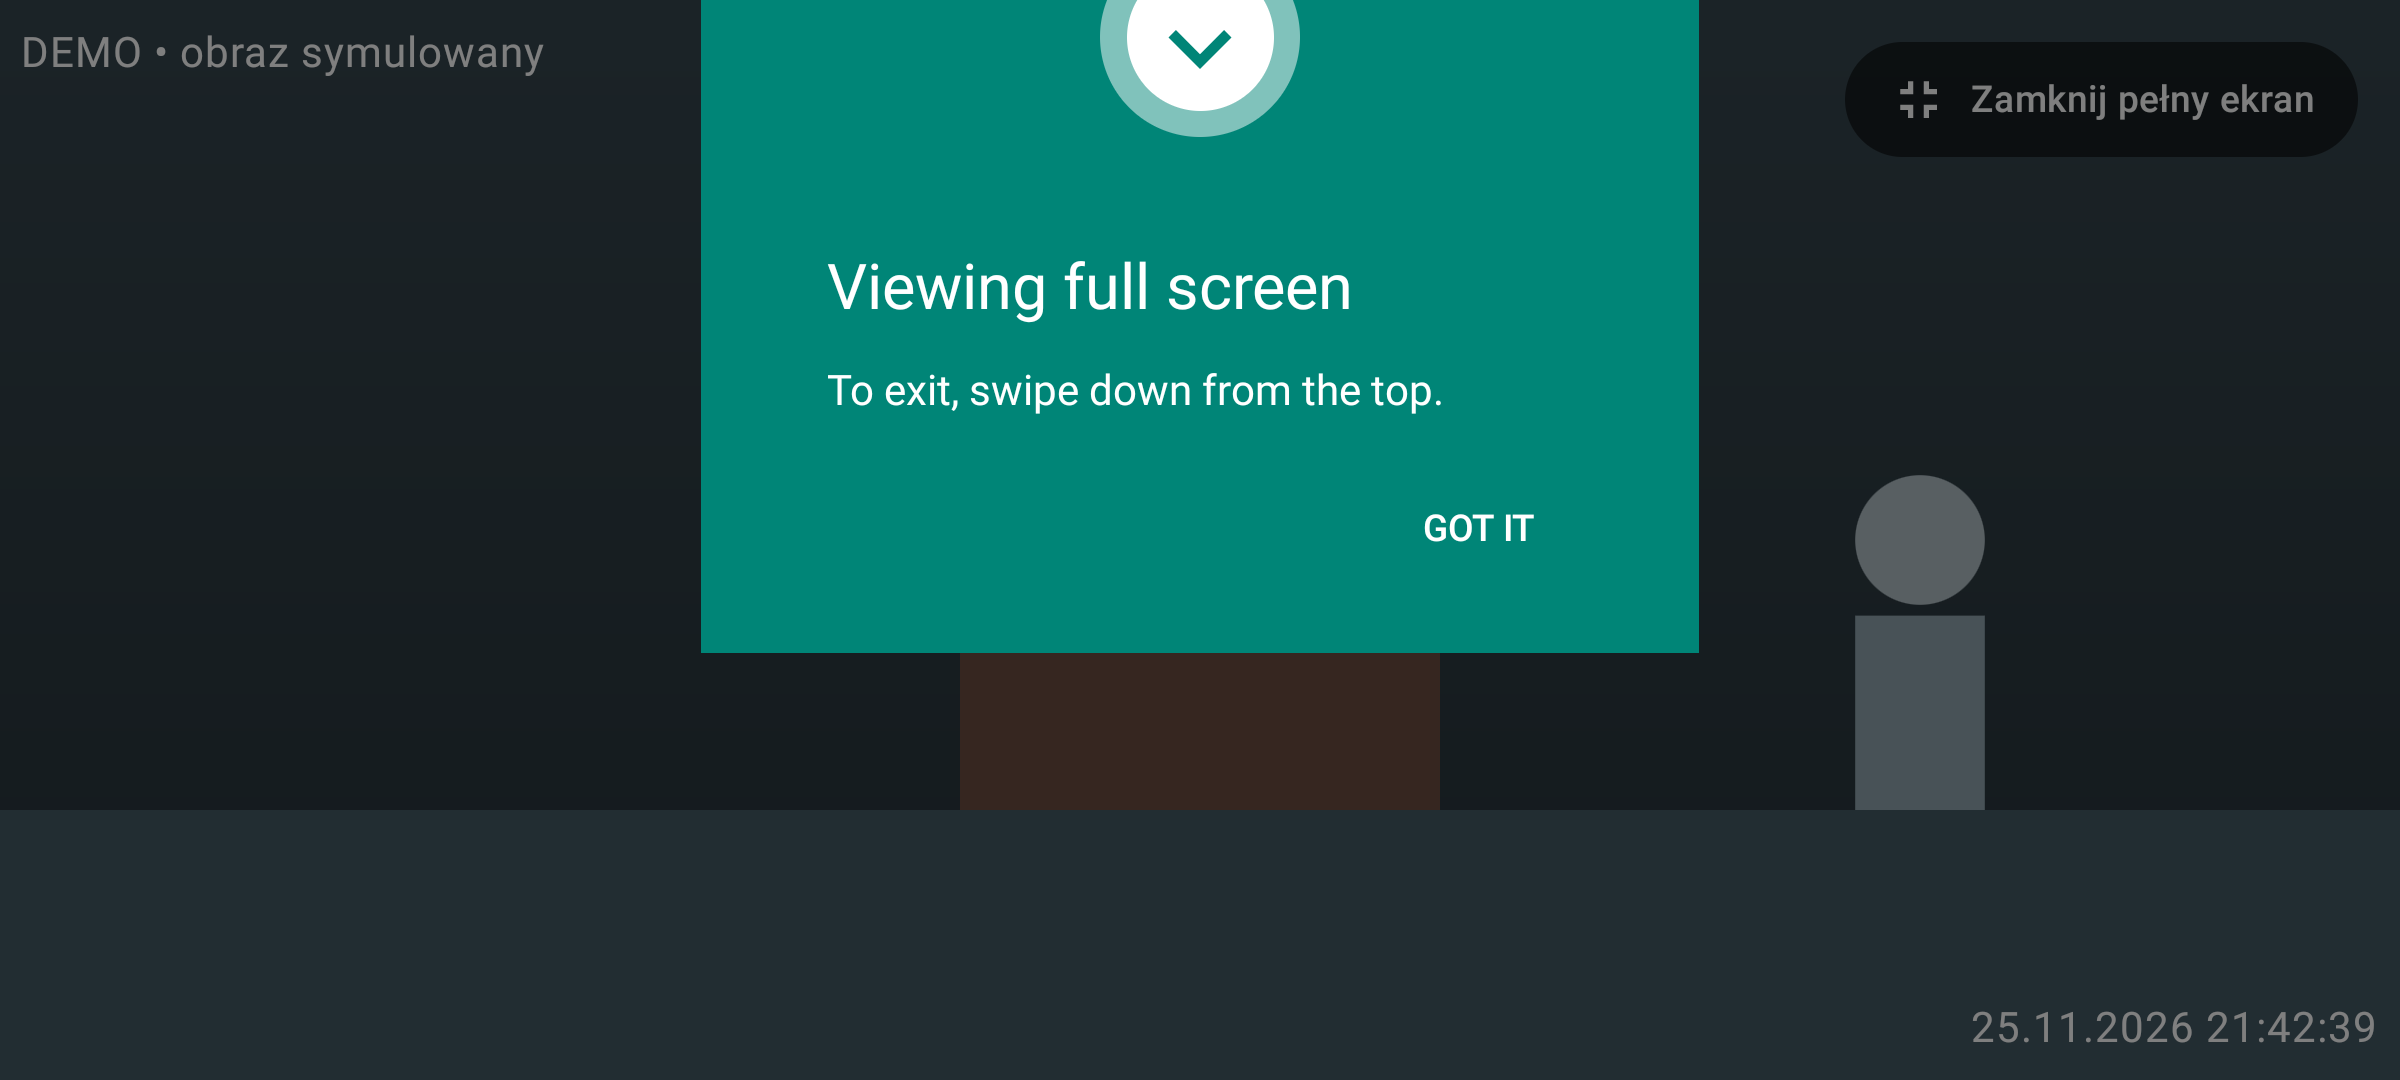 DEMO • obraz symulowany
Zamknij pełny ekran
Viewing full screen
To exit, swipe down from the top.
GOT IT
25.11.2026 21:42:39